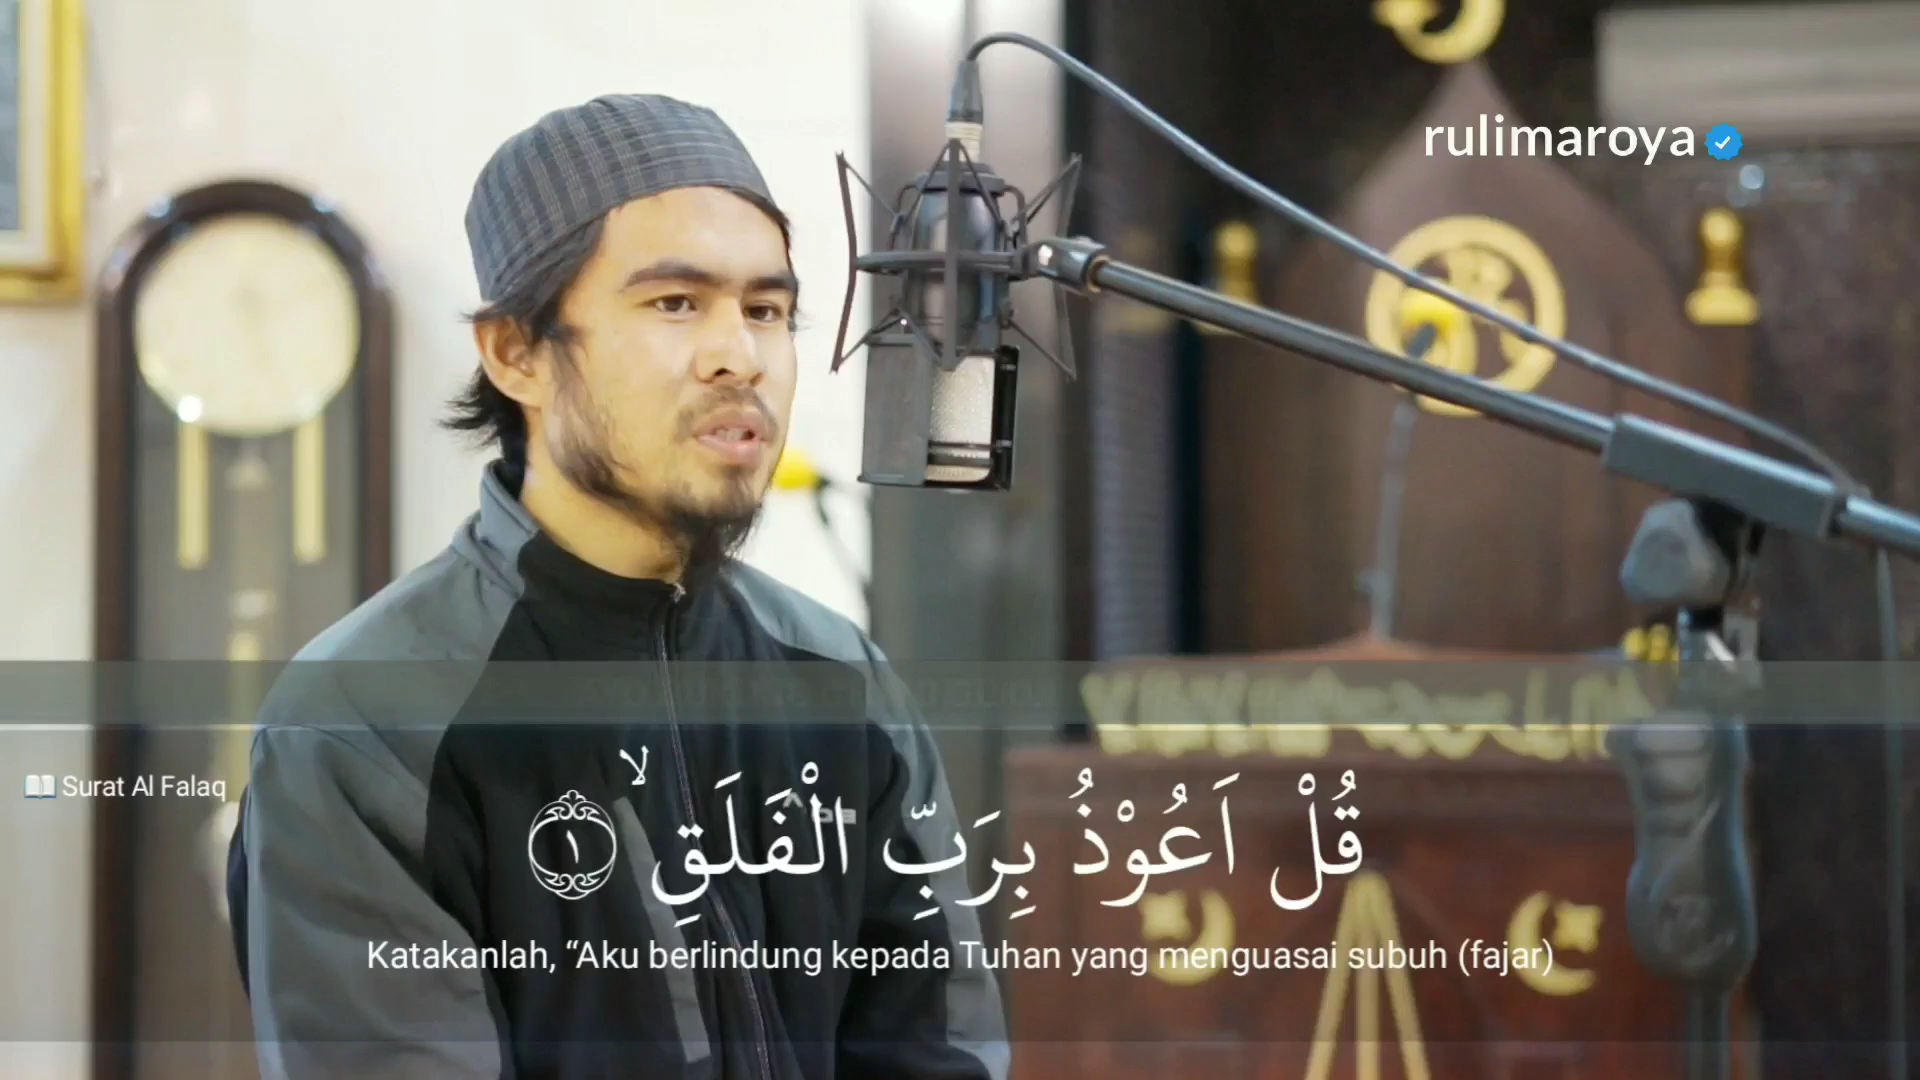 rulimaroya
Surat Al Falaq
قُلْ اَعُوْذُ بِرَبِّ الْفَلَقِۙ ١
Katakanlah, “Aku berlindung kepada Tuhan yang menguasai subuh (fajar)